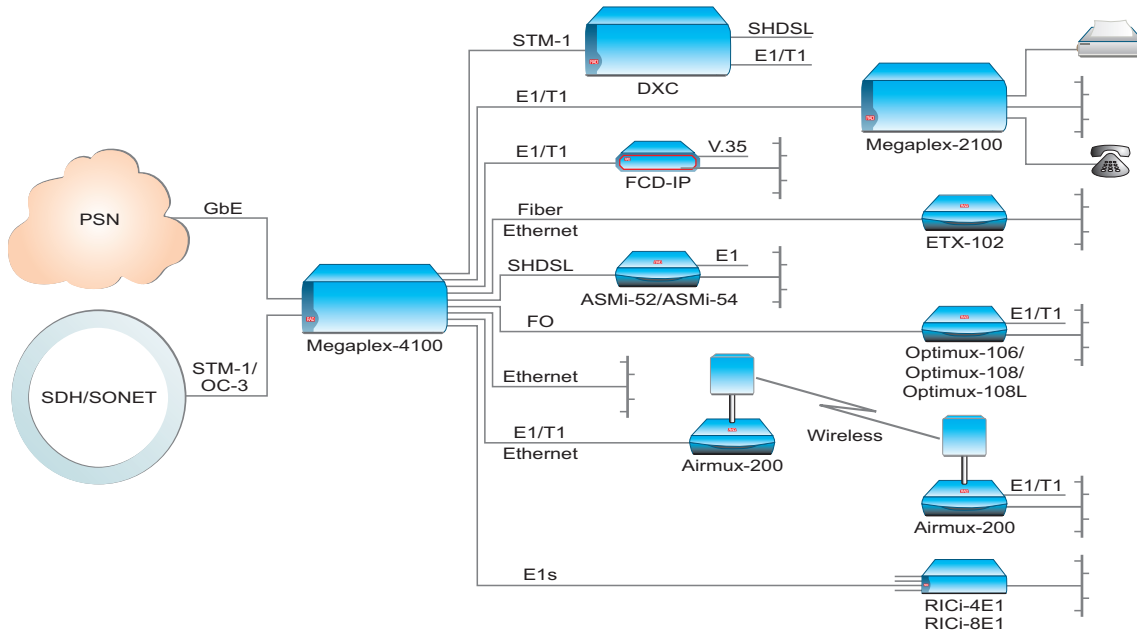 STM-1
SHDSL
E1/T1
DXC
E1/T1
Megaplex-2100
E1/T1
V.35
FCD-IP
PSN
GbE
Fiber
Ethernet
ETX-102
SHDSL
E1
ASMi-52/ASMi-54
Megaplex-4100
FO
E1/T1
Optimux-106/
Optimux-108/
Optimux-108L
SDH/SONET
STM-1/
OC-3
Ethernet
E1/T1
Ethernet
Airmux-200
Wireless
E1/T1
Airmux-200
E1s
RICi-4E1
RICi-8E1